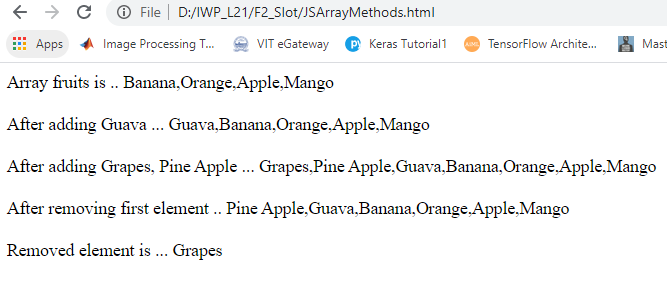 File | D:/IWP_L21/F2_Slot/JSArrayMethods.html
Apps Image Processing T... VIT eGateway Keras Tutorial1 TensorFlow Archite... Mast
Array fruits is .. Banana,Orange,Apple,Mango
After adding Guava ... Guava,Banana,Orange,Apple,Mango
After adding Grapes, Pine Apple ... Grapes,Pine Apple,Guava,Banana,Orange,Apple,Mango
After removing first element .. Pine Apple,Guava,Banana,Orange,Apple,Mango
Removed element is ... Grapes